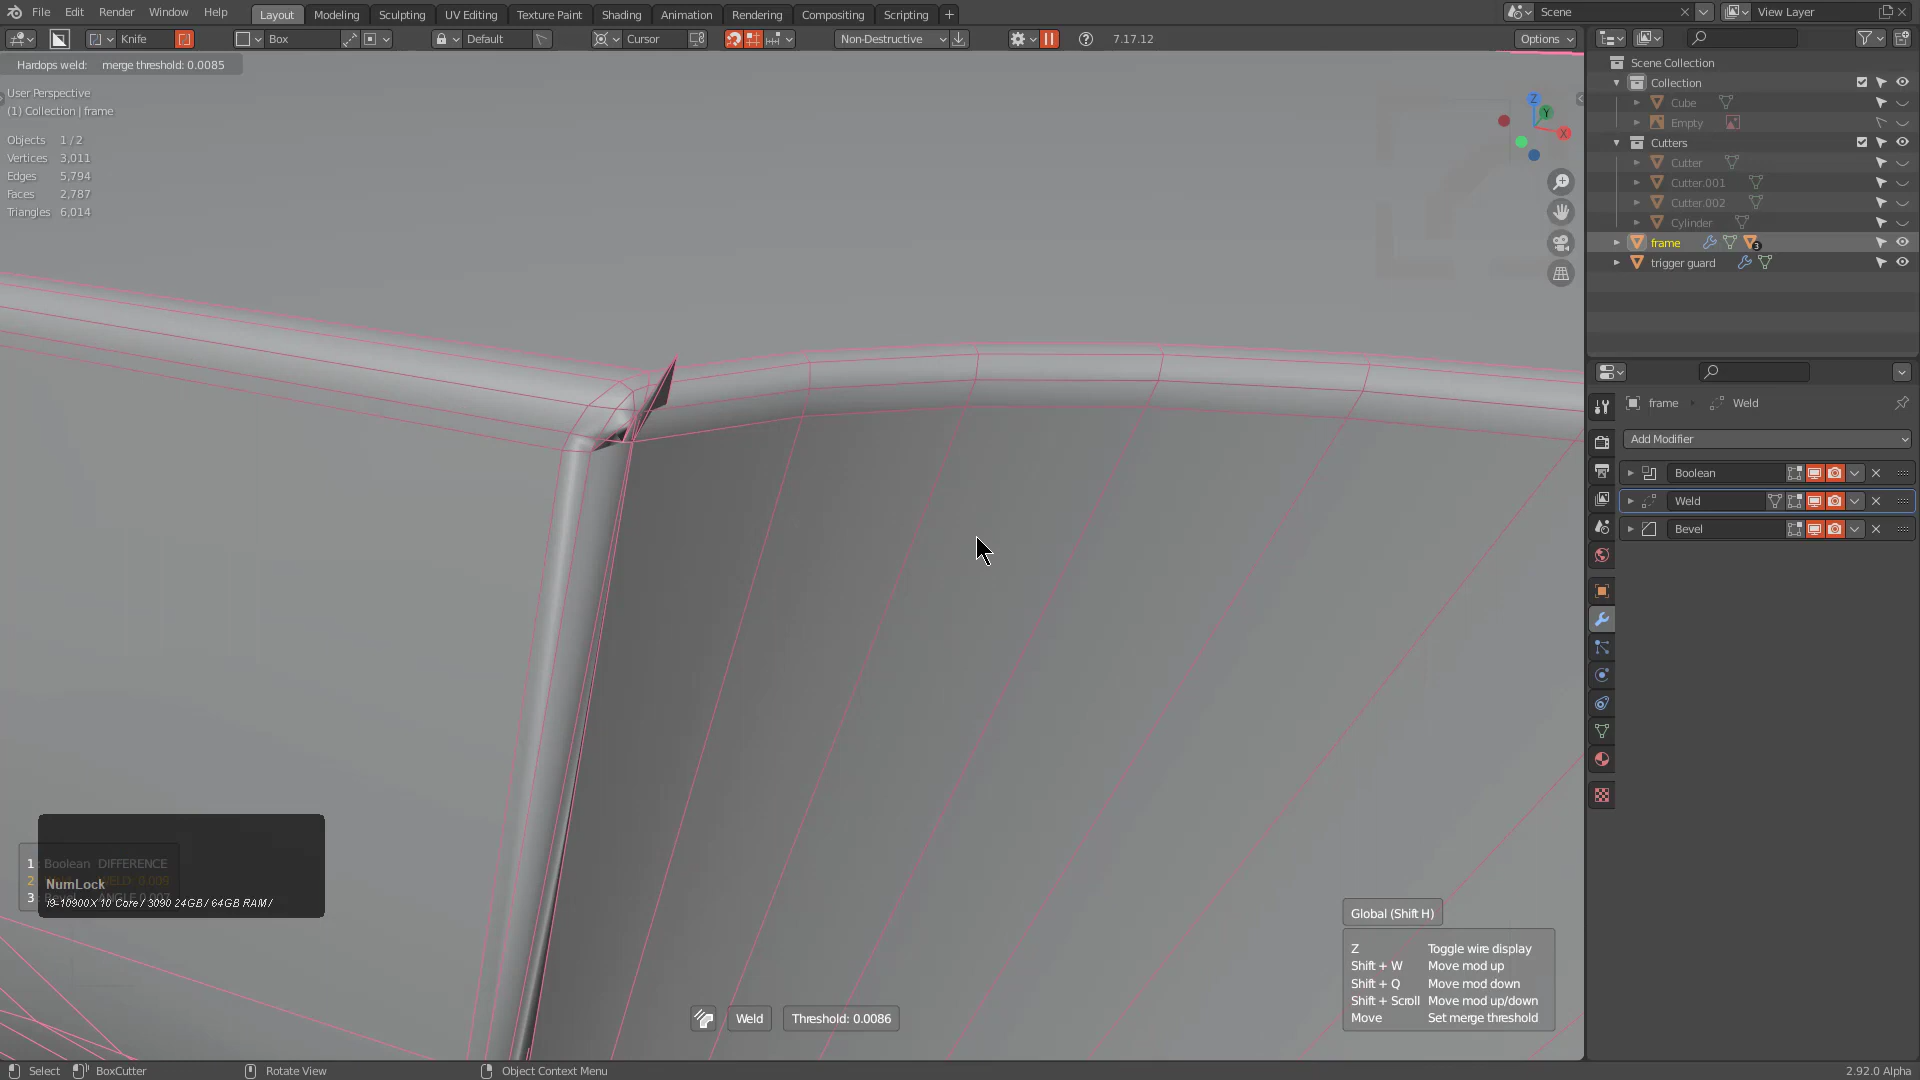 File Edit Render Window Help Layout Modeling Sculpting UV Editing Texture Paint Shading Animation Rendering Compositing Scripting + Scene View Layer
Knife Box Default Cursor Non-Destructive 7.17.12 Options
Hardops weld: merge threshold: 0.0085
User Perspective
(1) Collection | frame
Objects 1 / 2
Vertices 3,011
Edges 5,794
Faces 2,787
Triangles 6,014
Z Y X
Scene Collection
Collection
Cube
Empty
Cutters
Cutter
Cutter.001
Cutter.002
Cylinder
frame 3
trigger guard
frame Weld
Add Modifier
Boolean
Weld
Bevel
1 Boolean DIFFERENCE
2 WELD 0.009
3
NumLock
i9-10900X 10 Core / 3090 24GB / 64GB RAM /
Global (Shift H)
Z Toggle wire display
Shift + W Move mod up
Shift + Q Move mod down
Shift + Scroll Move mod up/down
Move Set merge threshold
Weld Threshold: 0.0086
Select BoxCutter Rotate View Object Context Menu 2.92.0 Alpha